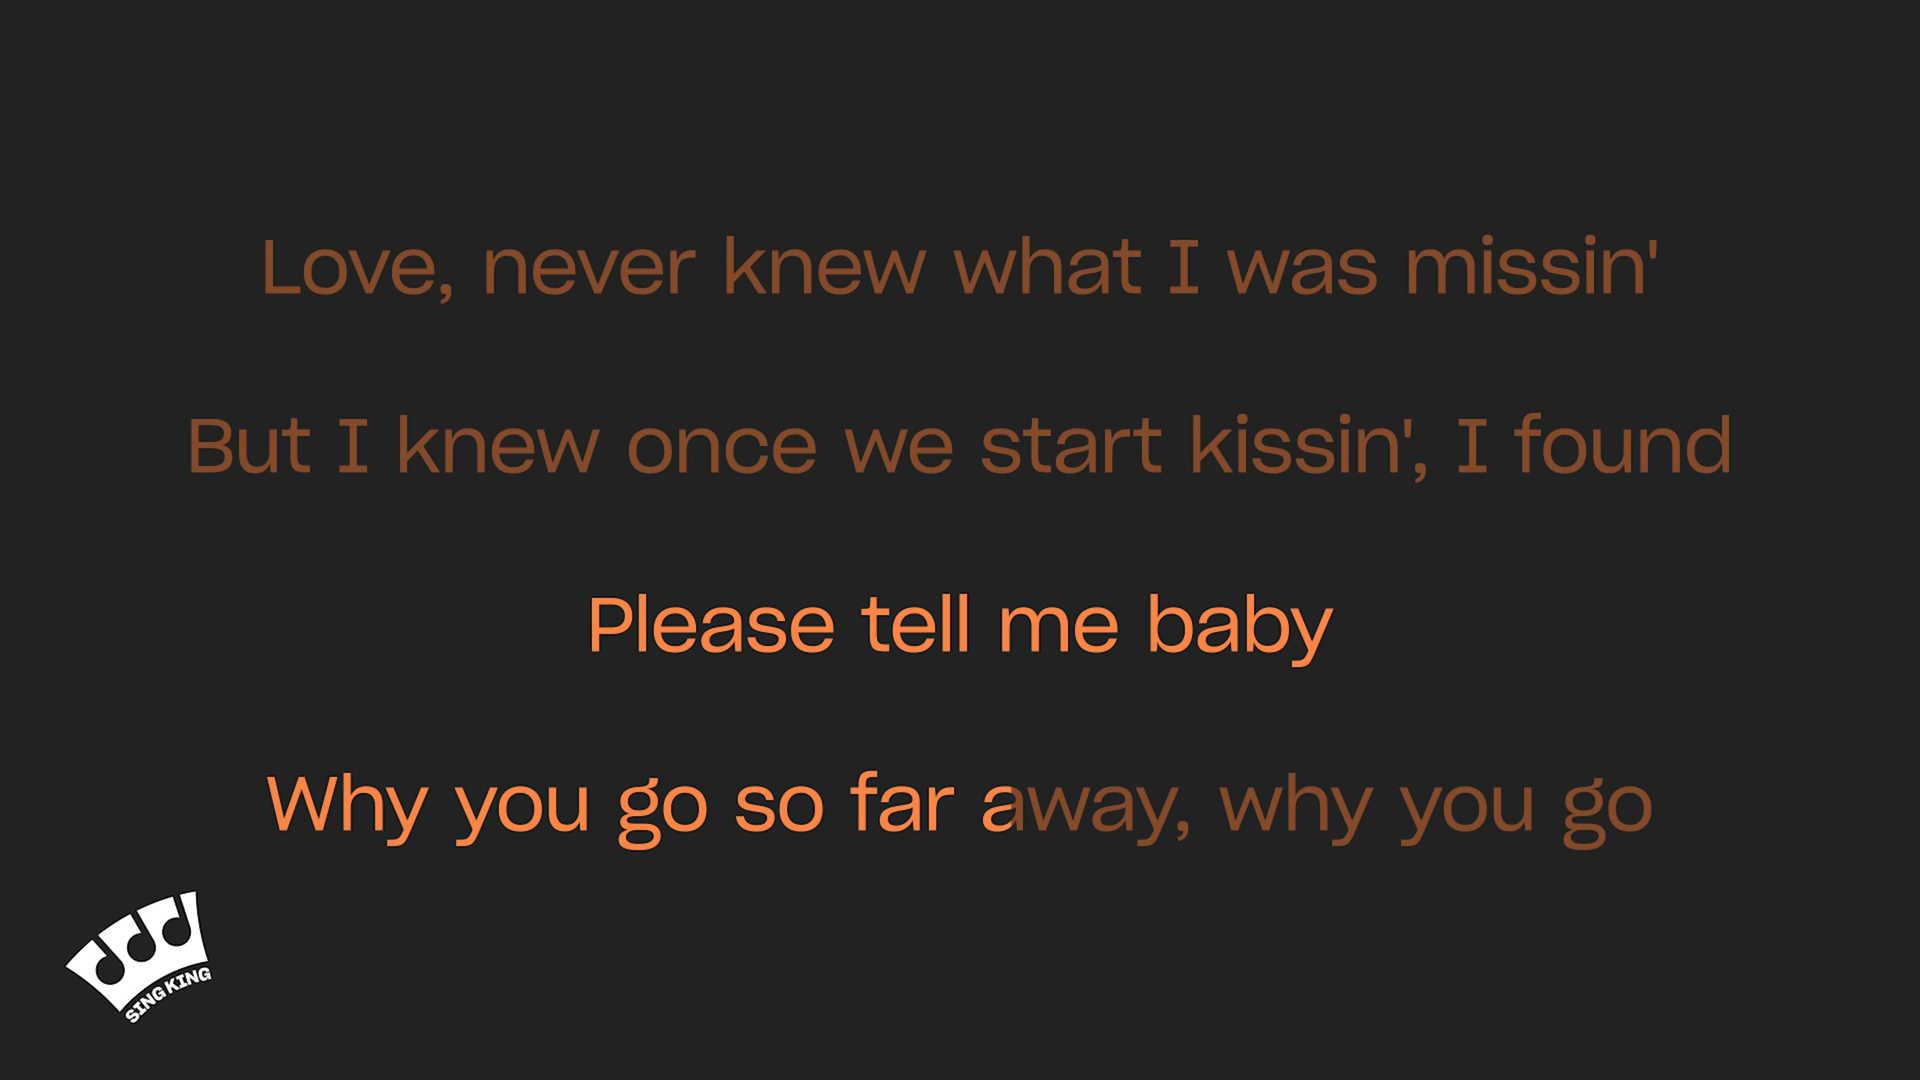 Love, never knew what I was missin'
But I knew once we start kissin', I found
Please tell me baby
Why you go so far away, why you go
SING KING